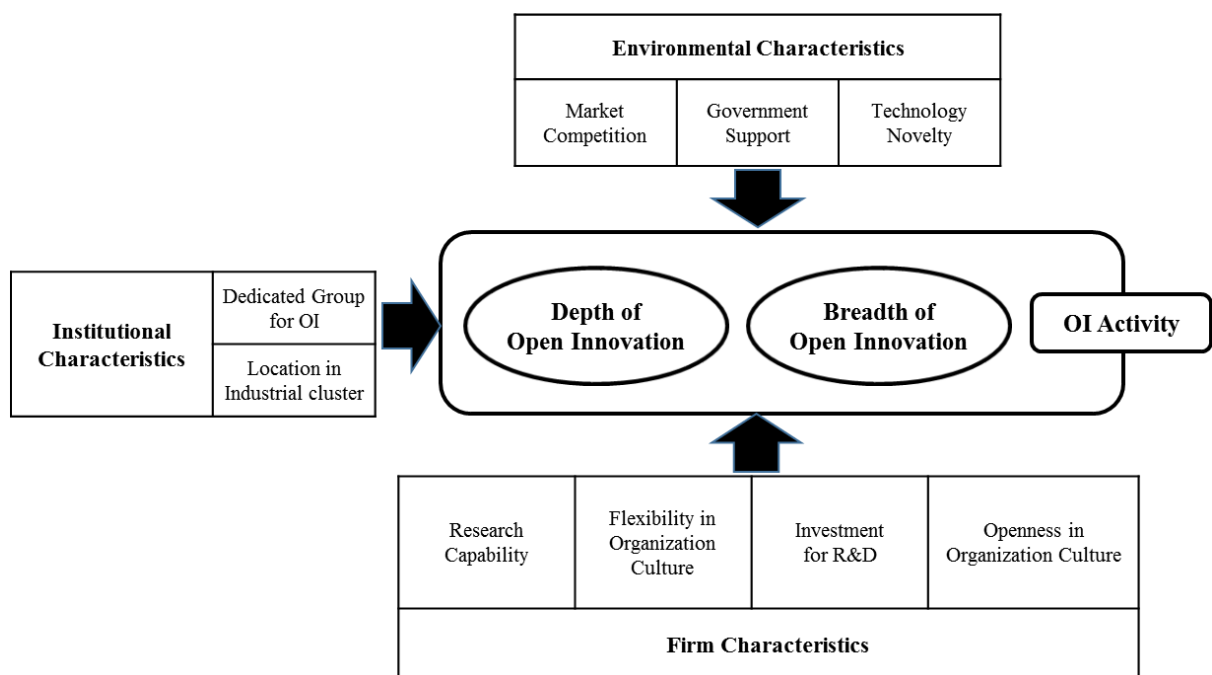 Environmental Characteristics
Market
Competition
Government
Support
Technology
Novelty
Institutional
Characteristics
Dedicated Group
for OI
Location in
Industrial cluster
Depth of
Open Innovation
Breadth of
Open Innovation
OI Activity
Research
Capability
Flexibility in
Organization
Culture
Investment
for R&D
Openness in
Organization Culture
Firm Characteristics